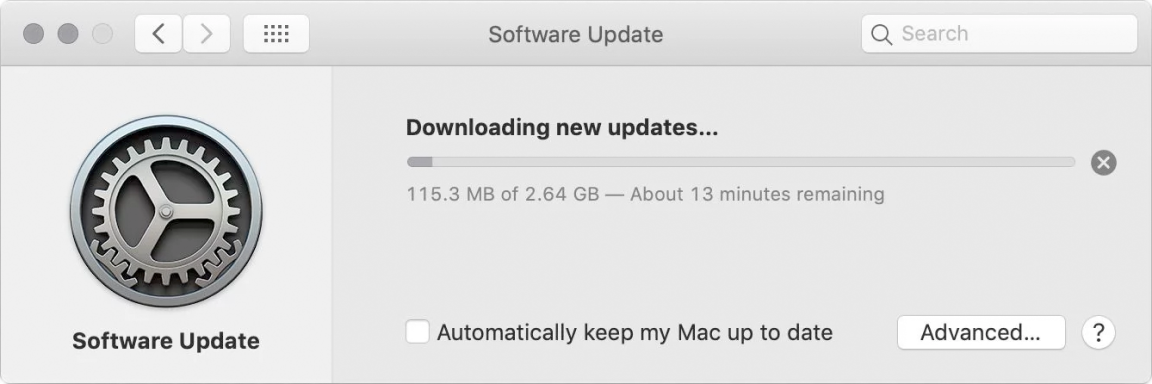 Software Update
Search
Downloading new updates...
115.3 MB of 2.64 GB — About 13 minutes remaining
Software Update
Automatically keep my Mac up to date
Advanced...
?